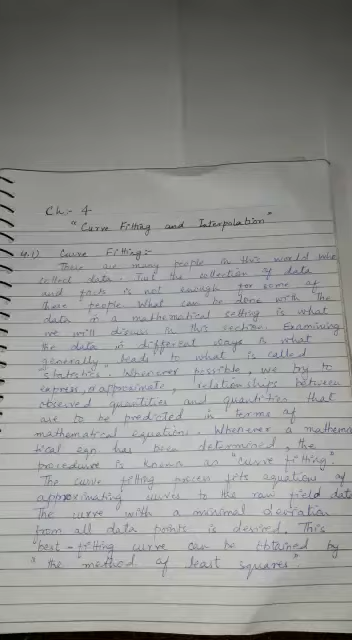 Ch:- 4
"Curve Fitting and Interpolation"
4.1) Curve Fitting:-
There are many people in this world who
collect data. But the collection of data
and facts is not enough for some of
these people. What can be done with the
data in a mathematical setting is what
we will discuss in this section. Examining
the data in different ways is what
generally leads to what is called
"statistics". Whenever possible, we try to
express, or approximate, relationships between
observed quantities and quantities that
are to be predicted in terms of
mathematical equations. Whenever a mathema
tical eqn has been determined, the
procedure is known as "curve fitting".
The curve fitting process fits equation of
approximating curves to the raw field data
The curve with a minimal deviation
from all data points is desired. This
"best-fitting curve can be obtained by
"the method of least squares"